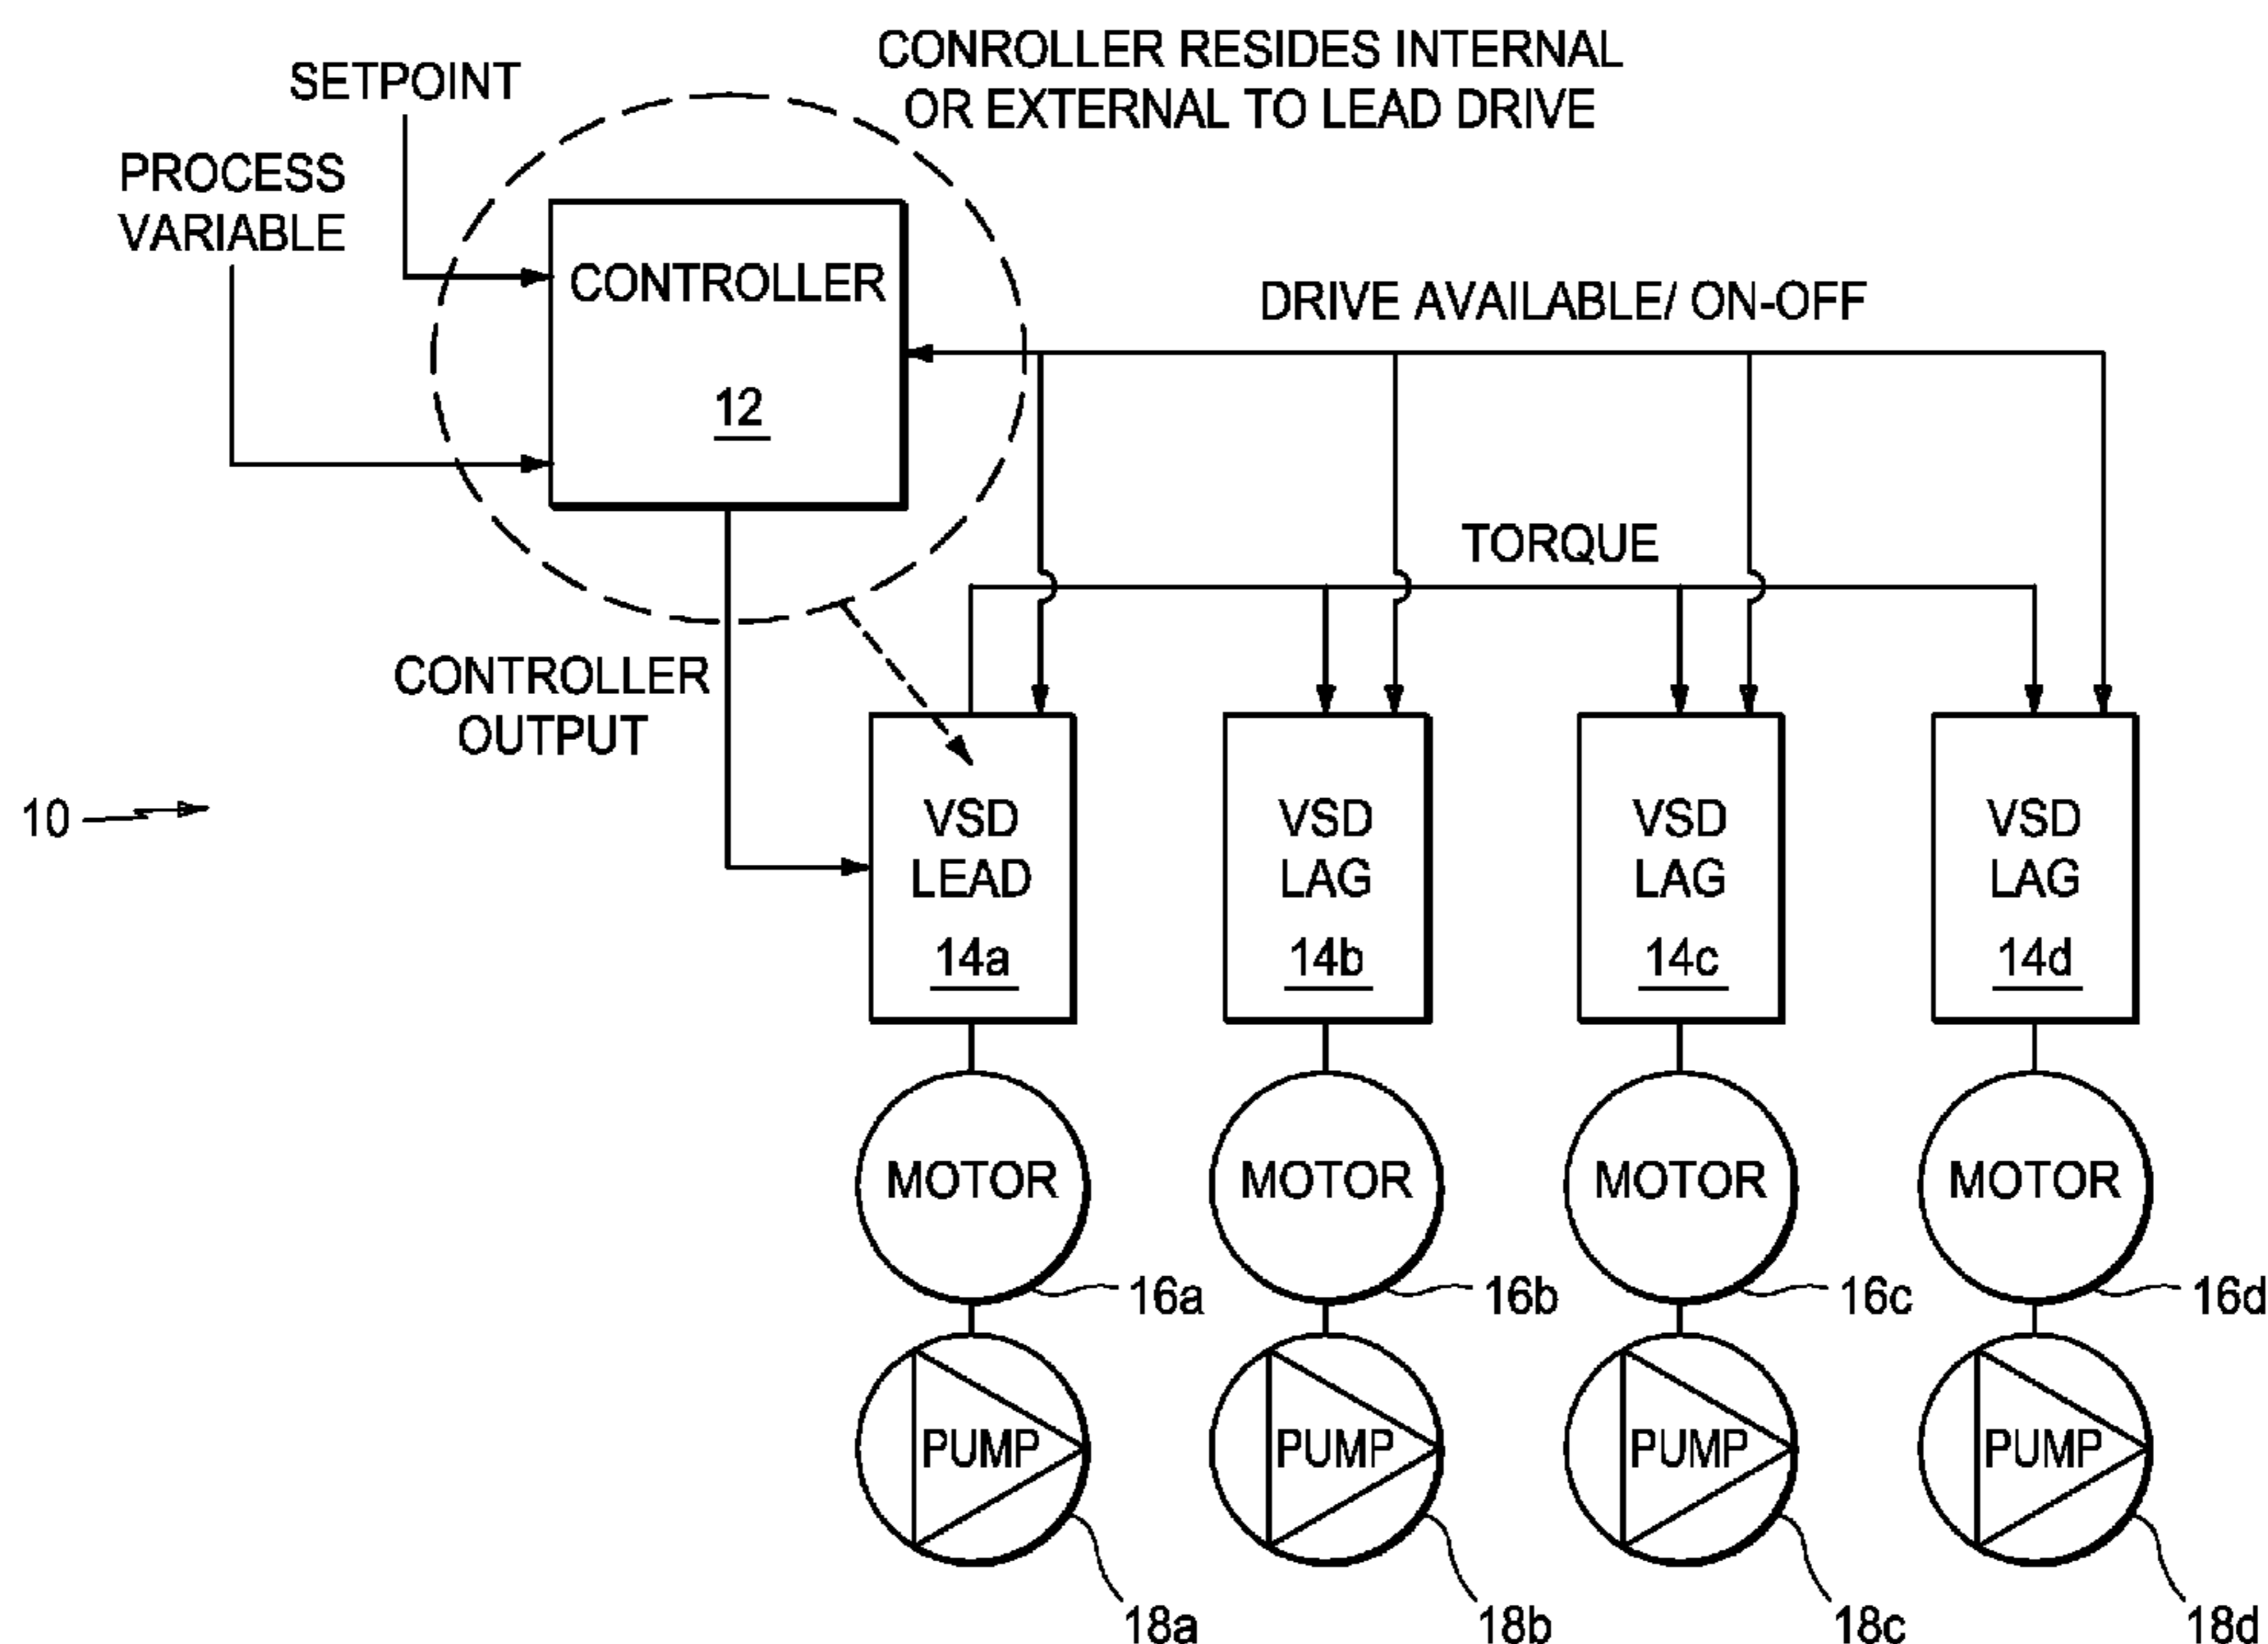 CONROLLER RESIDES INTERNAL
OR EXTERNAL TO LEAD DRIVE
SETPOINT
PROCESS
VARIABLE
CONTROLLER
12
DRIVE AVAILABLE/ ON-OFF
TORQUE
CONTROLLER
OUTPUT
10
VSD
LEAD
14a
VSD
LAG
14b
VSD
LAG
14c
VSD
LAG
14d
MOTOR
MOTOR
MOTOR
MOTOR
16a
16b
16c
16d
PUMP
PUMP
PUMP
PUMP
18a
18b
18c
18d